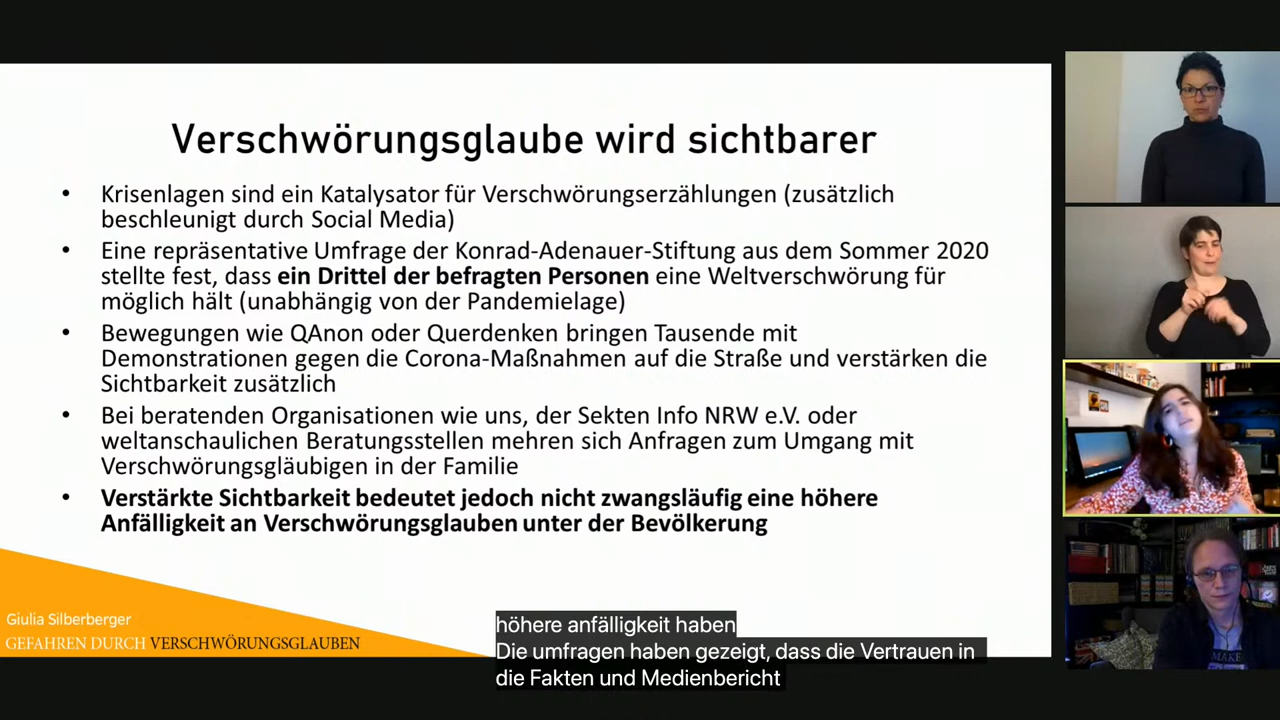 Verschwörungsglaube wird sichtbarer
• Krisenlagen sind ein Katalysator für Verschwörungserzählungen (zusätzlich
beschleunigt durch Social Media)
• Eine repräsentative Umfrage der Konrad-Adenauer-Stiftung aus dem Sommer 2020
stellte fest, dass ein Drittel der befragten Personen eine Weltverschwörung für
möglich hält (unabhängig von der Pandemielage)
• Bewegungen wie QAnon oder Querdenken bringen Tausende mit
Demonstrationen gegen die Corona-Maßnahmen auf die Straße und verstärken die
Sichtbarkeit zusätzlich
• Bei beratenden Organisationen wie uns, der Sekten Info NRW e.V. oder
weltanschaulichen Beratungsstellen mehren sich Anfragen zum Umgang mit
Verschwörungsgläubigen in der Familie
• Verstärkte Sichtbarkeit bedeutet jedoch nicht zwangsläufig eine höhere
Anfälligkeit an Verschwörungsglauben unter der Bevölkerung
Giulia Silberberger
GEFAHREN DURCH VERSCHWÖRUNGSGLAUBEN
höhere anfälligkeit haben
Die umfragen haben gezeigt, dass die Vertrauen in
die Fakten und Medienbericht
MAKE